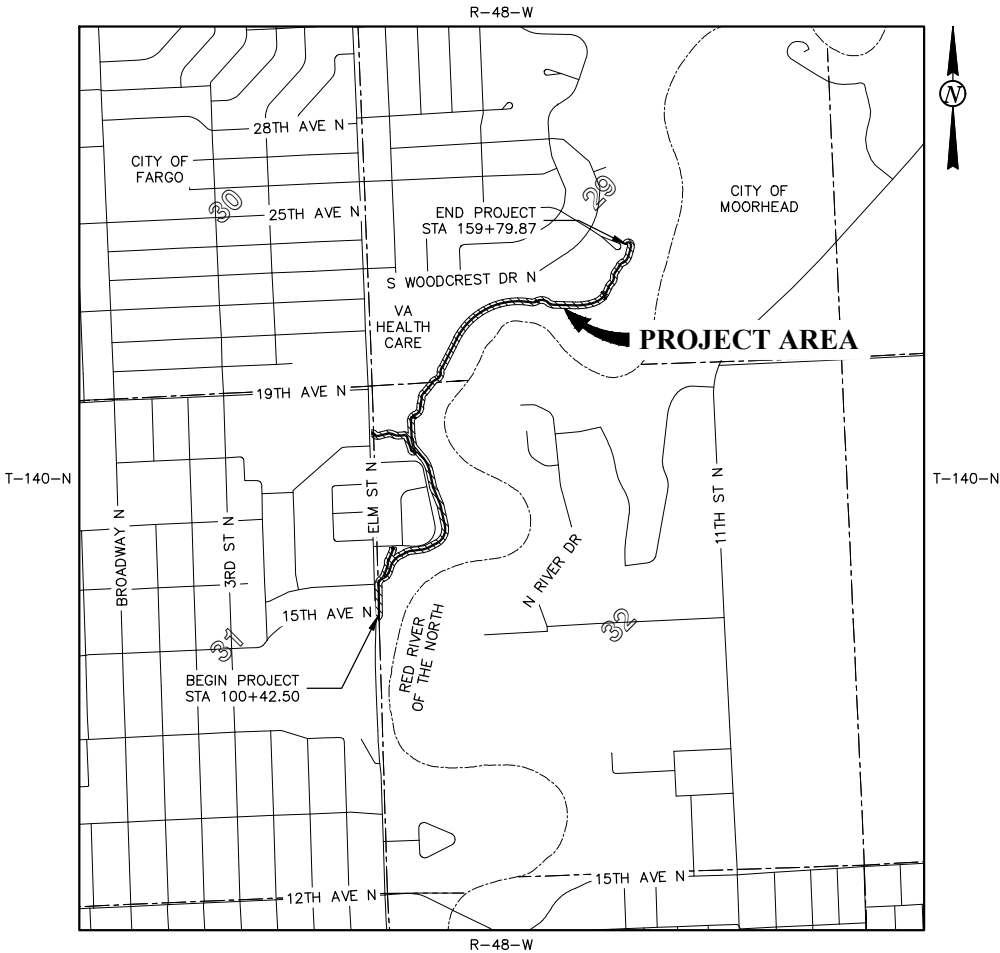 R-48-W
N
28TH AVE N
CITY OF
FARGO
30
25TH AVE N
29
CITY OF
MOORHEAD
END PROJECT
STA 159+79.87
S WOODCREST DR N
VA
HEALTH
CARE
PROJECT AREA
19TH AVE N
T-140-N
T-140-N
BROADWAY N
3RD ST N
ELM ST N
11TH ST N
N RIVER DR
15TH AVE N
31
32
RED RIVER
OF THE NORTH
BEGIN PROJECT
STA 100+42.50
15TH AVE N
12TH AVE N
R-48-W